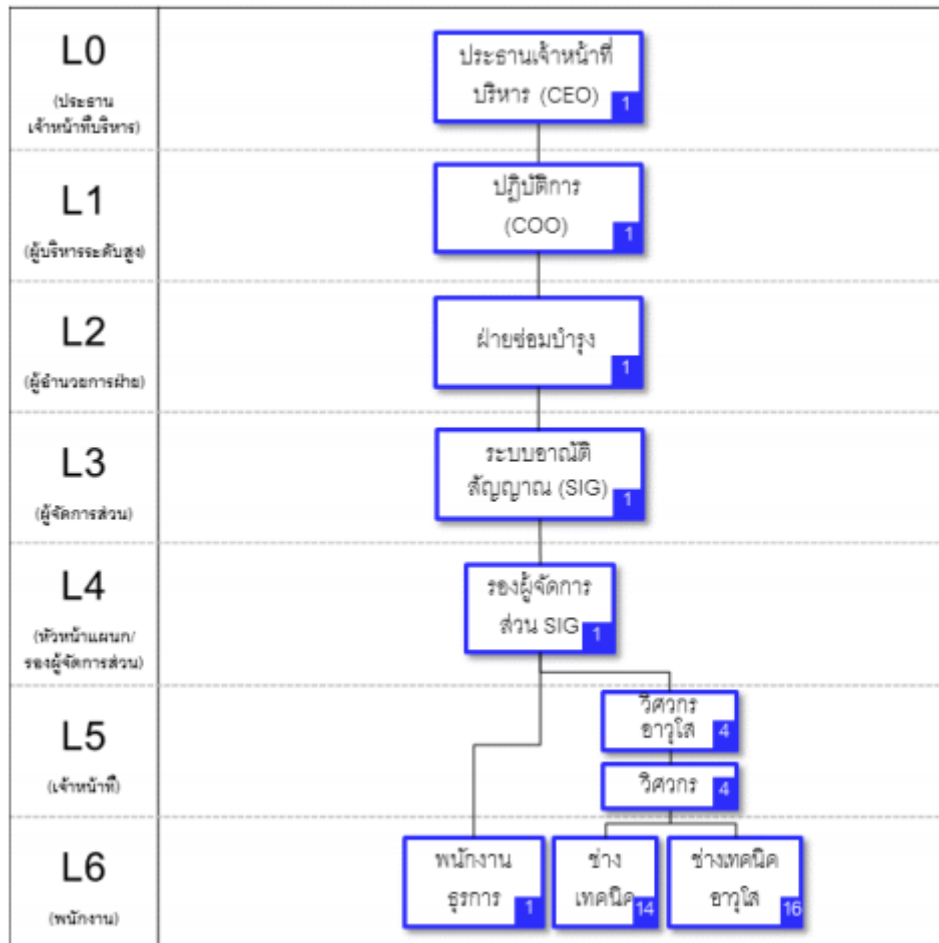 L0
(ประธาน
เจ้าหน้าที่บริหาร)
ประธานเจ้าหน้าที่
บริหาร (CEO)
1
L1
(ผู้บริหารระดับสูง)
ปฏิบัติการ
(COO)
1
L2
(ผู้อำนวยการฝ่าย)
ฝ่ายซ่อมบำรุง
1
L3
(ผู้จัดการส่วน)
ระบบอาณัติ
สัญญาณ (SIG)
1
L4
(หัวหน้าแผนก/
รองผู้จัดการส่วน)
รองผู้จัดการ
ส่วน SIG
1
L5
(เจ้าหน้าที่)
วิศวกร
อาวุโส
4
วิศวกร
4
L6
(พนักงาน)
พนักงาน
ธุรการ
1
ช่าง
เทคนิค
14
ช่างเทคนิค
อาวุโส
16